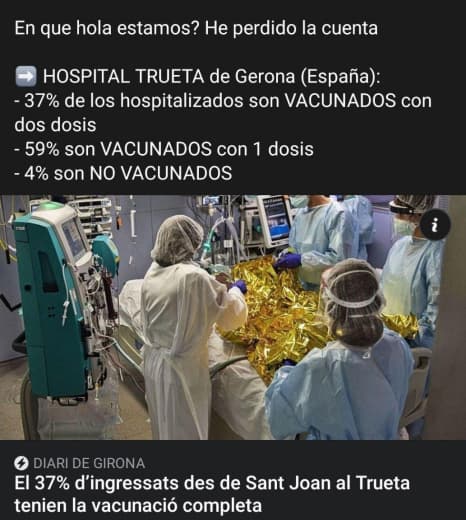 En que hola estamos? He perdido la cuenta
➡ HOSPITAL TRUETA de Gerona (España):
- 37% de los hospitalizados son VACUNADOS con
dos dosis
- 59% son VACUNADOS con 1 dosis
- 4% son NO VACUNADOS
i
DIARI DE GIRONA
El 37% d'ingressats des de Sant Joan al Trueta
tenien la vacunació completa